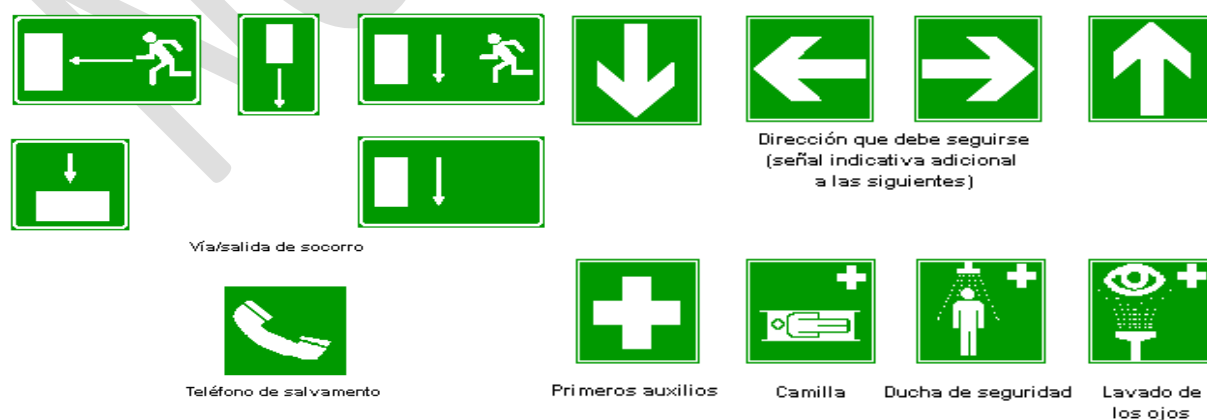 Dirección que debe seguirse
(señal indicativa adicional
a las siguientes)
Vía/salida de socorro
Teléfono de salvamento
Primeros auxilios
Camilla
Ducha de seguridad
Lavado de
los ojos